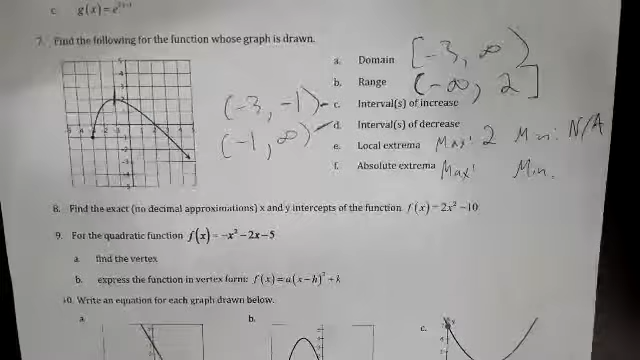 c. g(x)=e
7. Find the following for the function whose graph is drawn.
a. Domain [-3, ∞)
b. Range (-∞, 2]
(-3, -1) - c. Interval(s) of increase
(-1, ∞) - d. Interval(s) of decrease
e. Local extrema Max: 2 Min: N/A
f. Absolute extrema Max: Min.
8. Find the exact (no decimal approximations) x and y intercepts of the function f(x)=2x²-10
9. For the quadratic function f(x)=-x²-2x-5
a. find the vertex
b. express the function in vertex form: f(x)=a(x-h)²+k
10. Write an equation for each graph drawn below.
a. b. c.